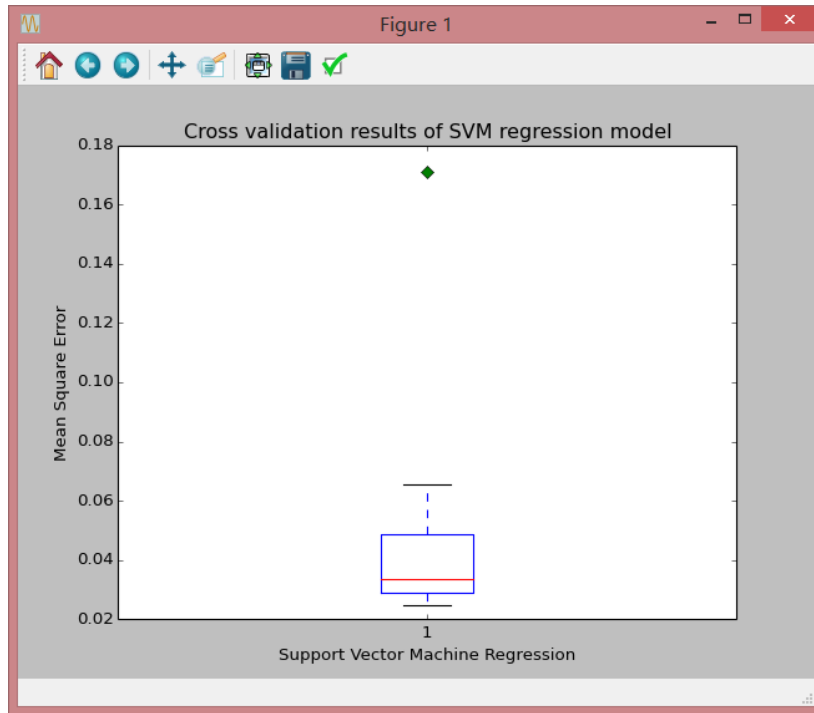 Figure 1
Cross validation results of SVM regression model
0.18
0.16
0.14
0.12
0.10
0.08
0.06
0.04
0.02
Mean Square Error
1
Support Vector Machine Regression